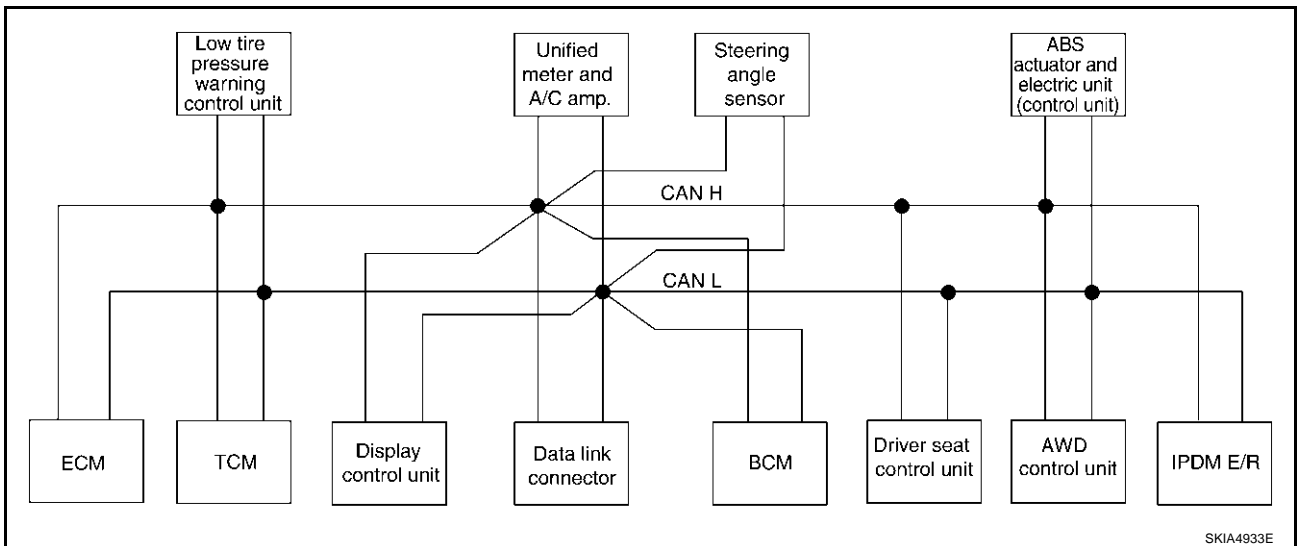 Low tire
pressure
warning
control unit
Unified
meter and
A/C amp.
Steering
angle
sensor
ABS
actuator and
electric unit
(control unit)
CAN H
CAN L
ECM
TCM
Display
control unit
Data link
connector
BCM
Driver seat
control unit
AWD
control unit
IPDM E/R
SKIA4933E